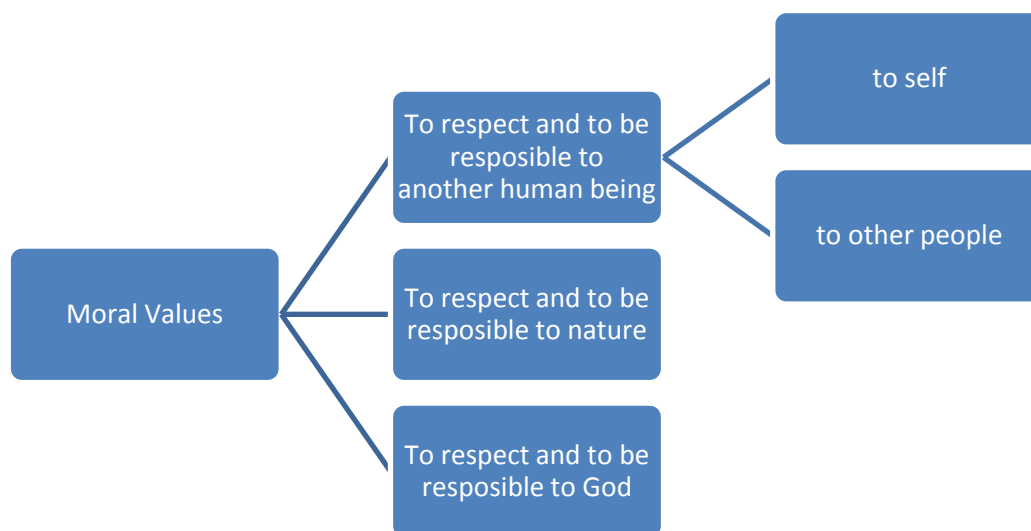 Moral Values
To respect and to be
resposible to
another human being
to self
to other people
To respect and to be
resposible to nature
To respect and to be
resposible to God